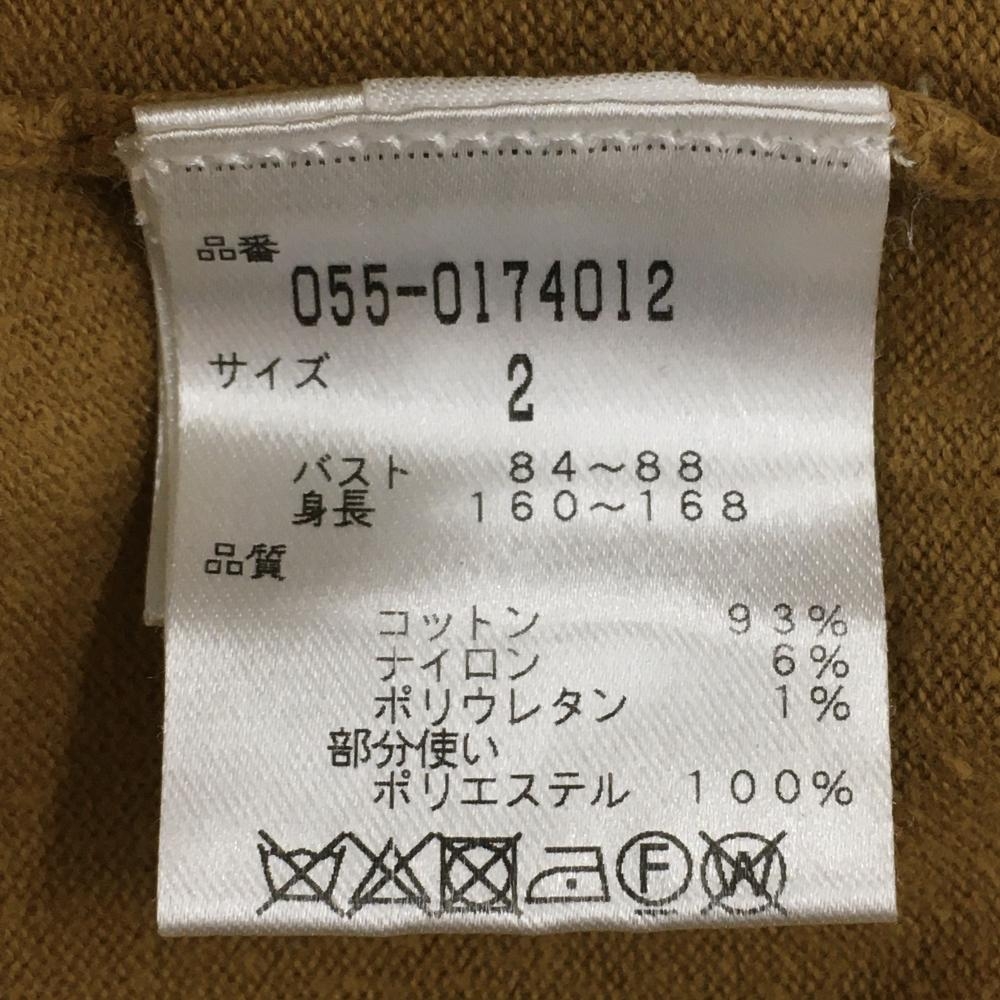 品番
055-0174012
サイズ 2
バスト 84〜88
身長 160〜168
品質
コットン 93%
ナイロン 6%
ポリウレタン 1%
部分使い
ポリエステル 100%
F W